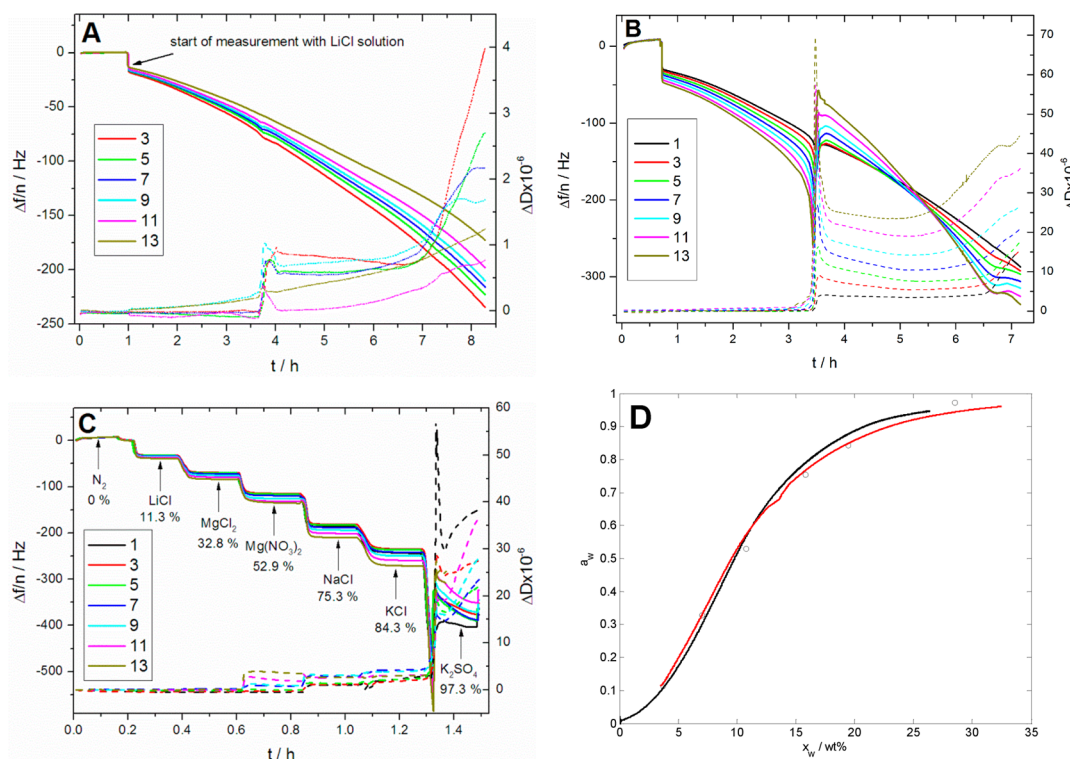 A
start of measurement with LiCl solution
0
-50
-100
-150
-200
-250
Δf/n / Hz
3
5
7
9
11
13
4
3
2
1
0
ΔDx10⁻⁶
0 1 2 3 4 5 6 7 8 9
t / h
B
0
-100
-200
-300
Δf/n / Hz
1
3
5
7
9
11
13
70
60
50
40
30
20
10
0
ΔDx10⁻⁶
0 1 2 3 4 5 6 7
t / h
C
0
-100
-200
-300
-400
-500
Δf/n / Hz
N₂
0 %
LiCl
11.3 %
MgCl₂
32.8 %
Mg(NO₃)₂
52.9 %
NaCl
75.3 %
KCl
84.3 %
K₂SO₄
97.3 %
1
3
5
7
9
11
13
60
50
40
30
20
10
0
ΔDx10⁻⁶
0.0 0.2 0.4 0.6 0.8 1.0 1.2 1.4
t / h
D
1
0.9
0.8
0.7
0.6
0.5
0.4
0.3
0.2
0.1
0
a_w
0 5 10 15 20 25 30 35
x_w / wt%